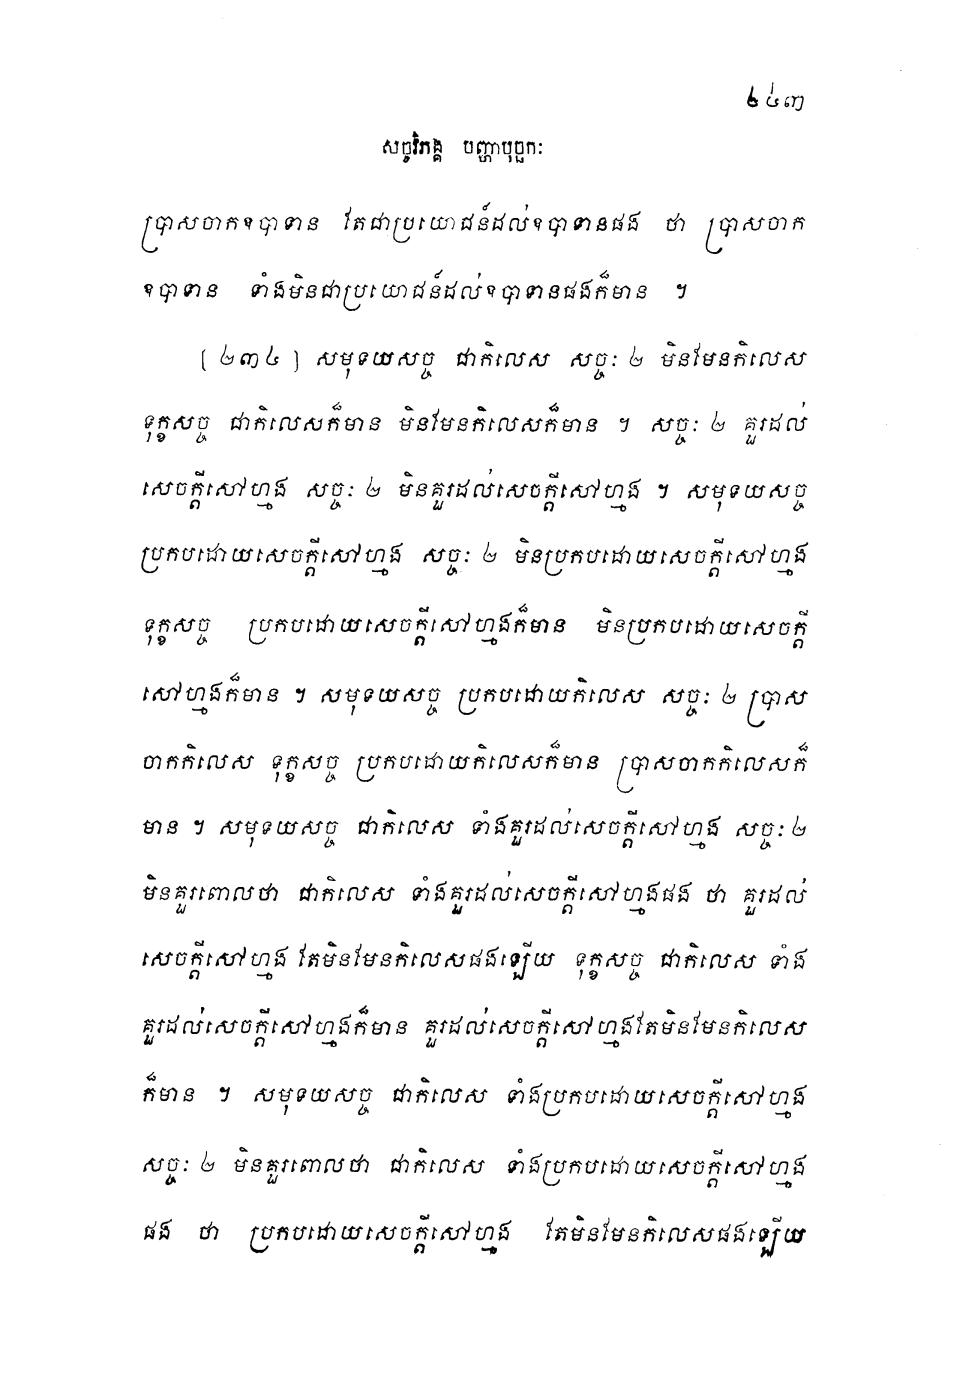 ២៤៣
សច្ចវិភង្គ បញ្ហាបុច្ឆកៈ
ប្រាសចាកឧបាទាន តែជាប្រយោជន៍ដល់ឧបាទានផង ថា ប្រាសចាក
ឧបាទាន ទាំងមិនជាប្រយោជន៍ដល់ឧបាទានផងក៏មាន ។
[ ២៣៤ ] សមុទយសច្ច ជាកិលេស សច្ចៈ ២ មិនមែនកិលេស
ទុក្ខសច្ច ជាកិលេសក៏មាន មិនមែនកិលេសក៏មាន ។ សច្ចៈ ២ គួរដល់
សេចក្តីសៅហ្មង សច្ចៈ ២ មិនគួរដល់សេចក្តីសៅហ្មង ។ សមុទយសច្ច
ប្រកបដោយសេចក្តីសៅហ្មង សច្ចៈ ២ មិនប្រកបដោយសេចក្តីសៅហ្មង
ទុក្ខសច្ច ប្រកបដោយសេចក្តីសៅហ្មងក៏មាន មិនប្រកបដោយសេចក្តី
សៅហ្មងក៏មាន ។ សមុទយសច្ច ប្រកបដោយកិលេស សច្ចៈ ២ ប្រាស
ចាកកិលេស ទុក្ខសច្ច ប្រកបដោយកិលេសក៏មាន ប្រាសចាកកិលេសក៏
មាន ។ សមុទយសច្ច ជាកិលេស ទាំងគួរដល់សេចក្តីសៅហ្មង សច្ចៈ ២
មិនគួរពោលថា ជាកិលេស ទាំងគួរដល់សេចក្តីសៅហ្មងផង ថា គួរដល់
សេចក្តីសៅហ្មង តែមិនមែនកិលេសផងឡើយ ទុក្ខសច្ច ជាកិលេស ទាំង
គួរដល់សេចក្តីសៅហ្មងក៏មាន គួរដល់សេចក្តីសៅហ្មងតែមិនមែនកិលេស
ក៏មាន ។ សមុទយសច្ច ជាកិលេស ទាំងប្រកបដោយសេចក្តីសៅហ្មង
សច្ចៈ ២ មិនគួរពោលថា ជាកិលេស ទាំងប្រកបដោយសេចក្តីសៅហ្មង
ផង ថា ប្រកបដោយសេចក្តីសៅហ្មង តែមិនមែនកិលេសផងឡើយ